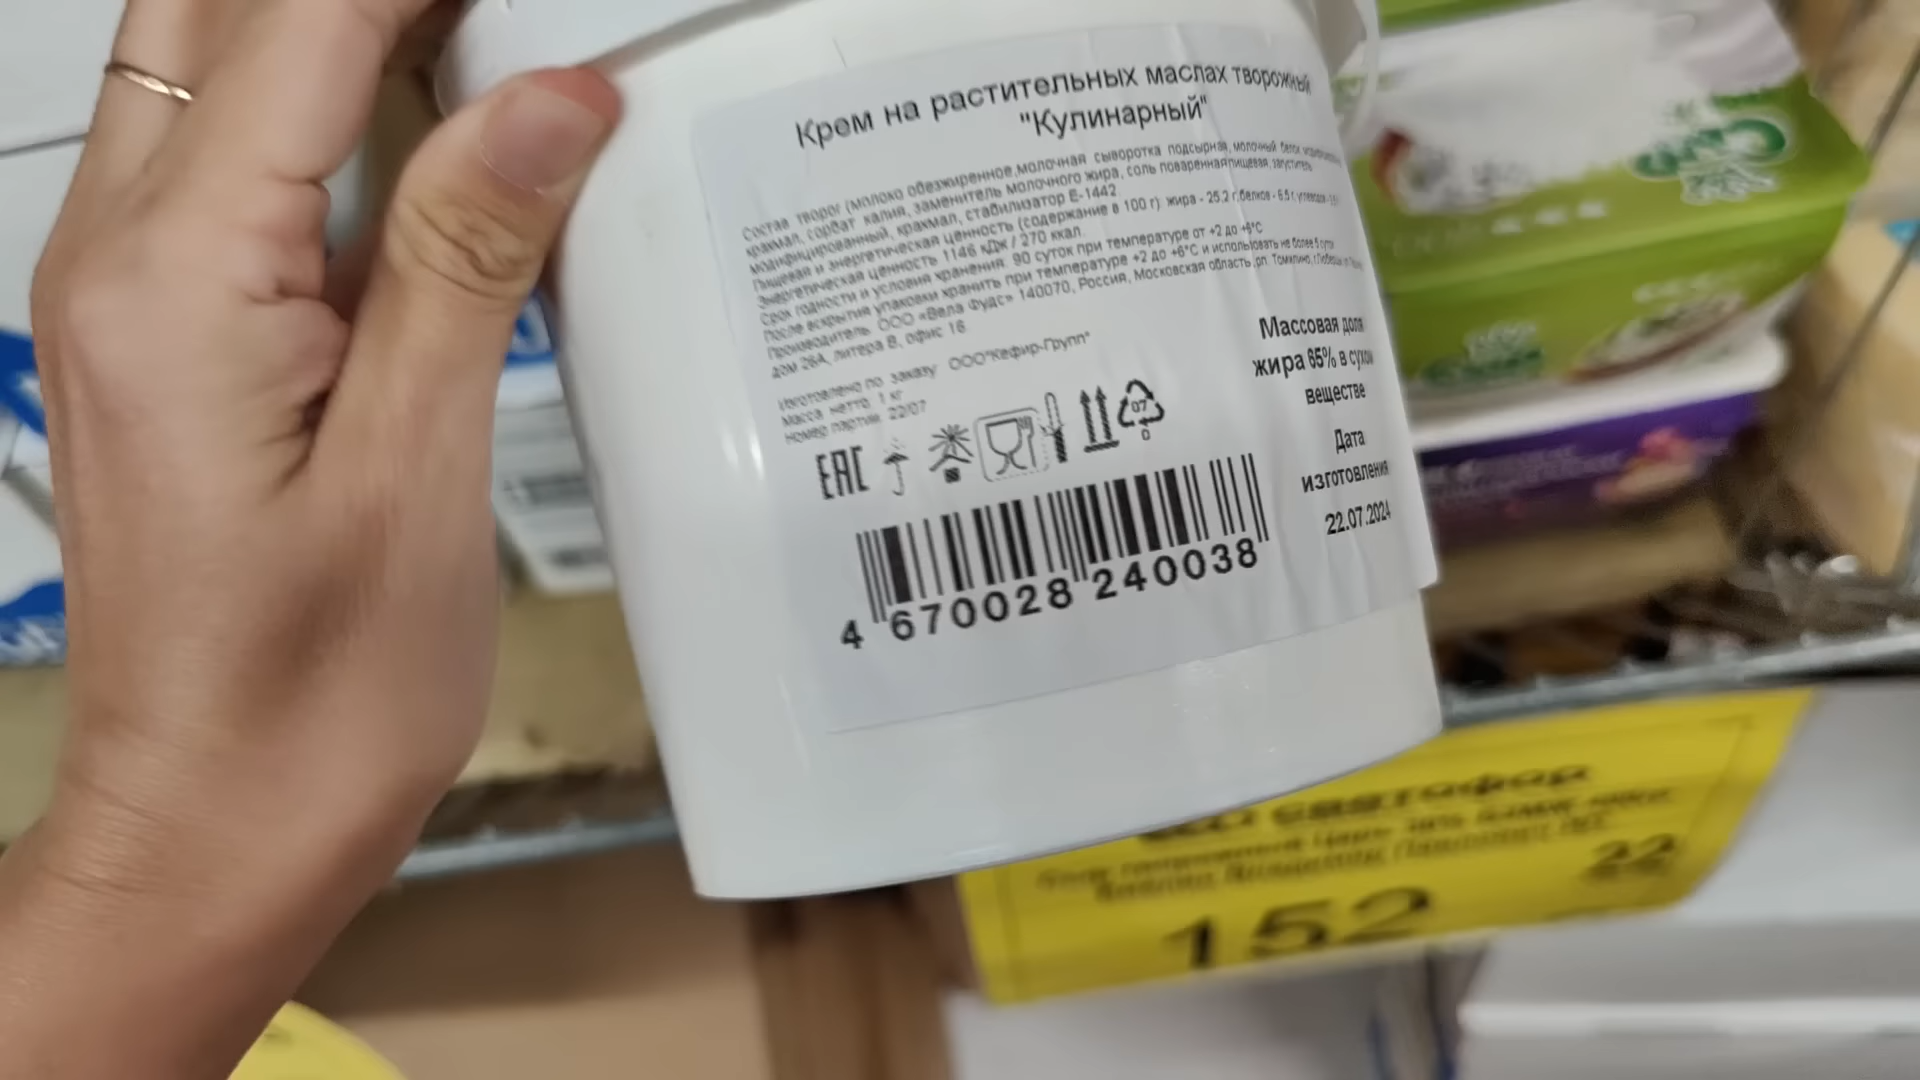 Крем на растительных маслах творожный
"Кулинарный"
Состав творог (молоко обезжиренное,молочная сыворотка подсырная, молочный белок
крахмал, сорбат калия, заменитель молочного жира, соль поваренная пищевая, загуститель
модифицированный, крахмал, стабилизатор Е-1442.
Пищевая и энергетическая ценность (содержание в 100 г) жира - 25.2 г,белков - 6.5 г, углеводов
Энергетическая ценность 1146 кДж / 270 ккал.
Срок годности и условия хранения 90 суток при температуре от +2 до +6°С
После вскрытия упаковки хранить при температуре +2 до +6°С и использовать не более 5 суток
Производитель ООО «Вела Фудс» 140070, Россия, Московская область ,рп. Томилино,
дом 26А, литера В, офис 16.
Изготовлено по заказу ООО"Кефир-Групп"
Масса нетто 1 кг
Номер партии 22/07
Массовая доля
жира 65% в сухом
веществе
Дата
изготовления
22.07.2024
ЕАС
07
0
4 670028 240038
светофор
152
22